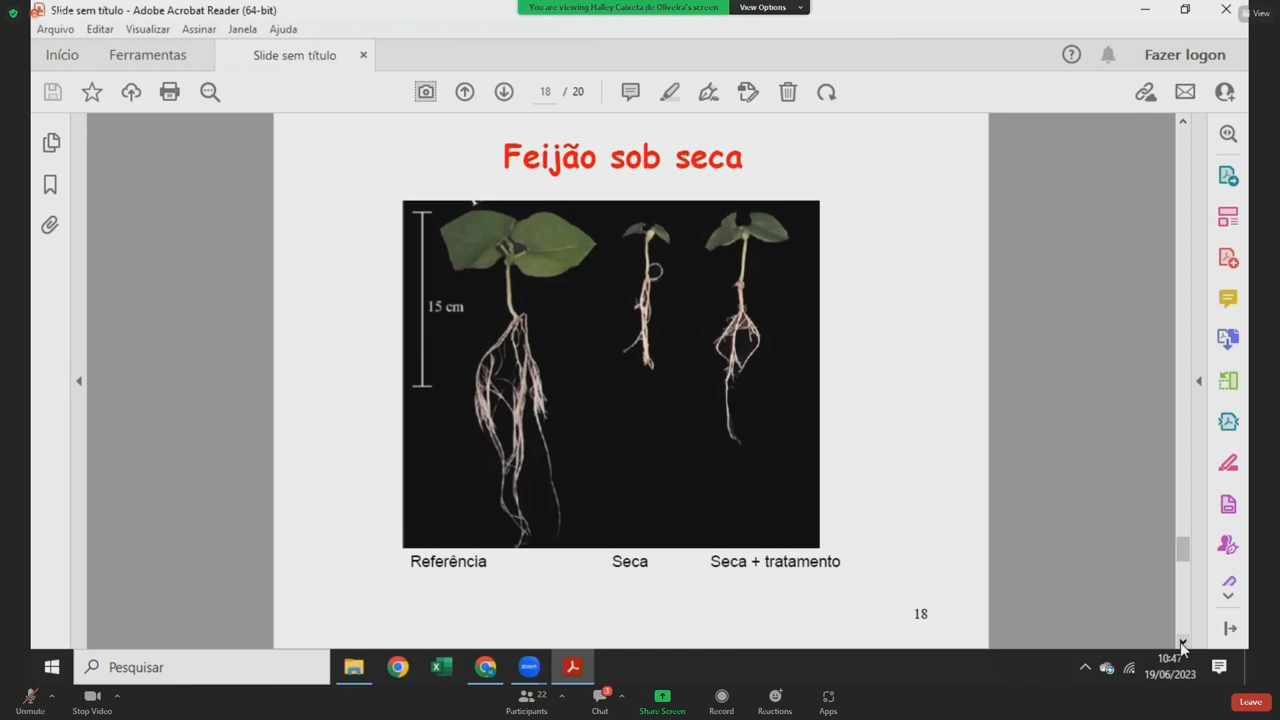 Slide sem título - Adobe Acrobat Reader (64-bit)
You are viewing Halley Caixeta de Oliveira's screen
View Options
View
Arquivo Editar Visualizar Assinar Janela Ajuda
Início Ferramentas Slide sem título × Fazer logon
18 / 20
Feijão sob seca
15 cm
Referência Seca Seca + tratamento
18
Pesquisar
10:47
19/06/2023
Unmute Stop Video Participants 22 Chat 3 Share Screen Record Reactions Apps Leave